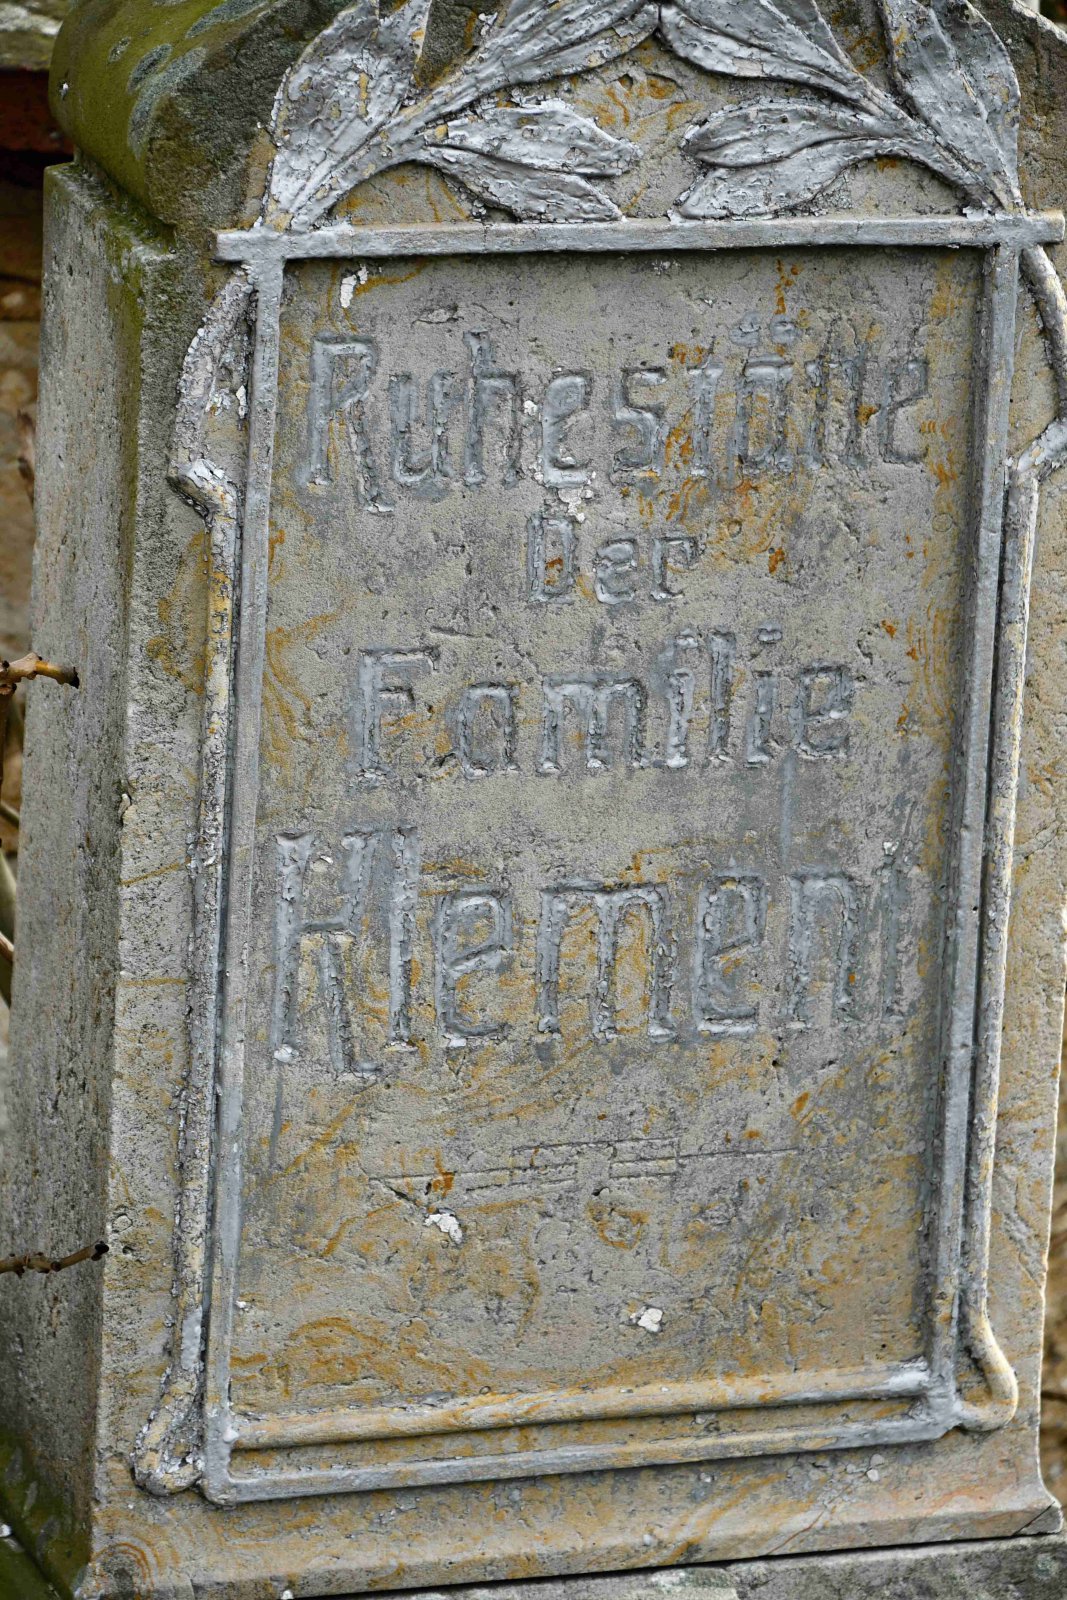 Ruhestätte
Der
Familie
Klement